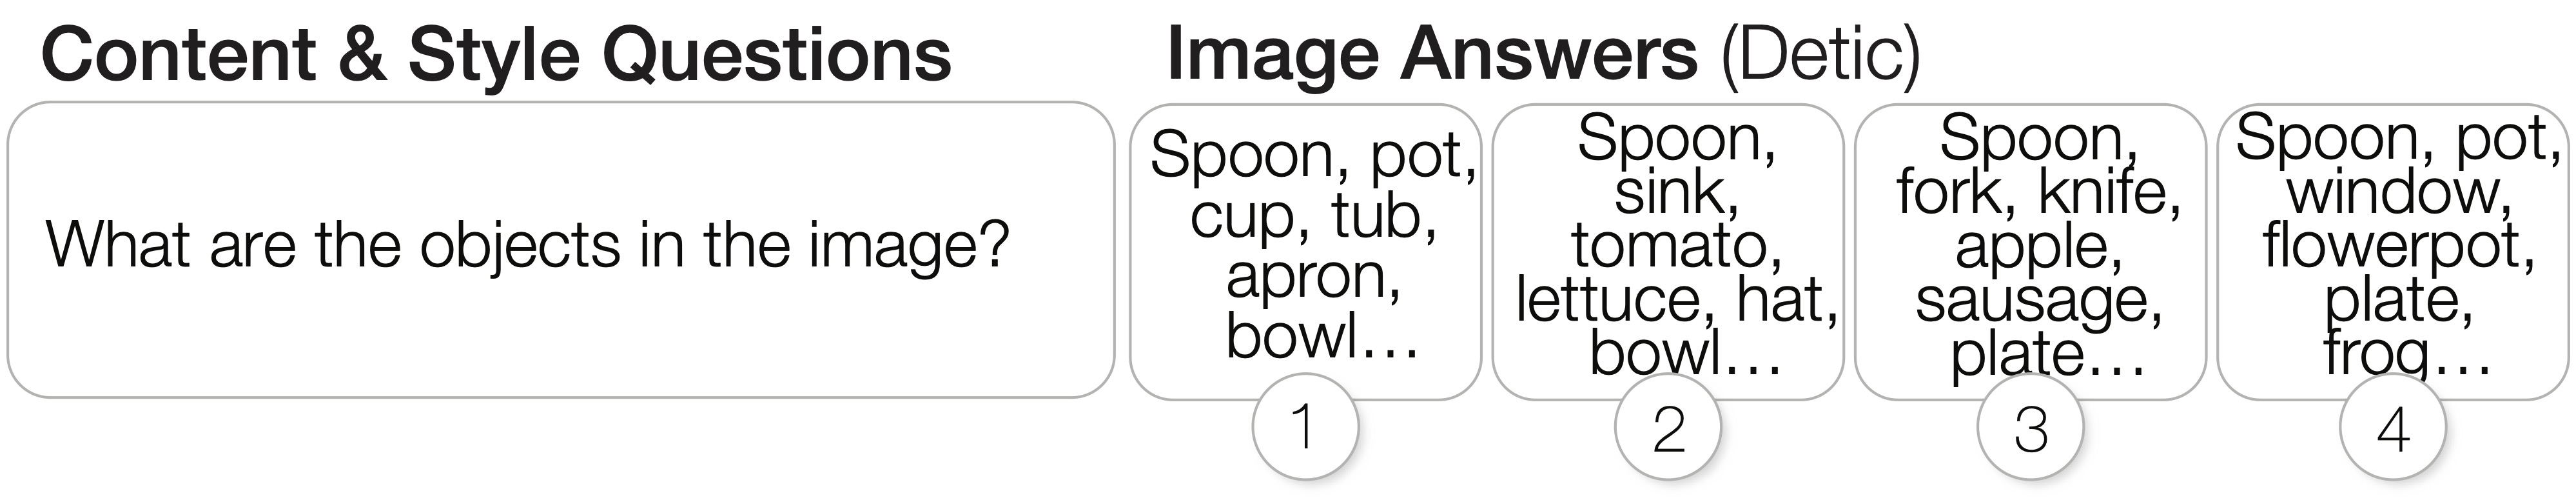 Content & Style Questions
Image Answers (Detic)
What are the objects in the image?
Spoon, pot,
cup, tub,
apron,
bowl…
1
Spoon,
sink,
tomato,
lettuce, hat,
bowl…
2
Spoon,
fork, knife,
apple,
sausage,
plate…
3
Spoon, pot,
window,
flowerpot,
plate,
frog…
4